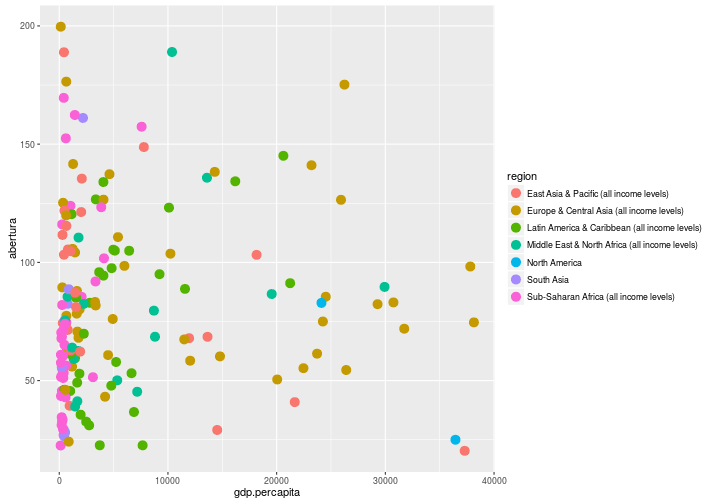 200
150
100
50
abertura
0
10000
20000
30000
40000
gdp.percapita
region
East Asia & Pacific (all income levels)
Europe & Central Asia (all income levels)
Latin America & Caribbean (all income levels)
Middle East & North Africa (all income levels)
North America
South Asia
Sub-Saharan Africa (all income levels)